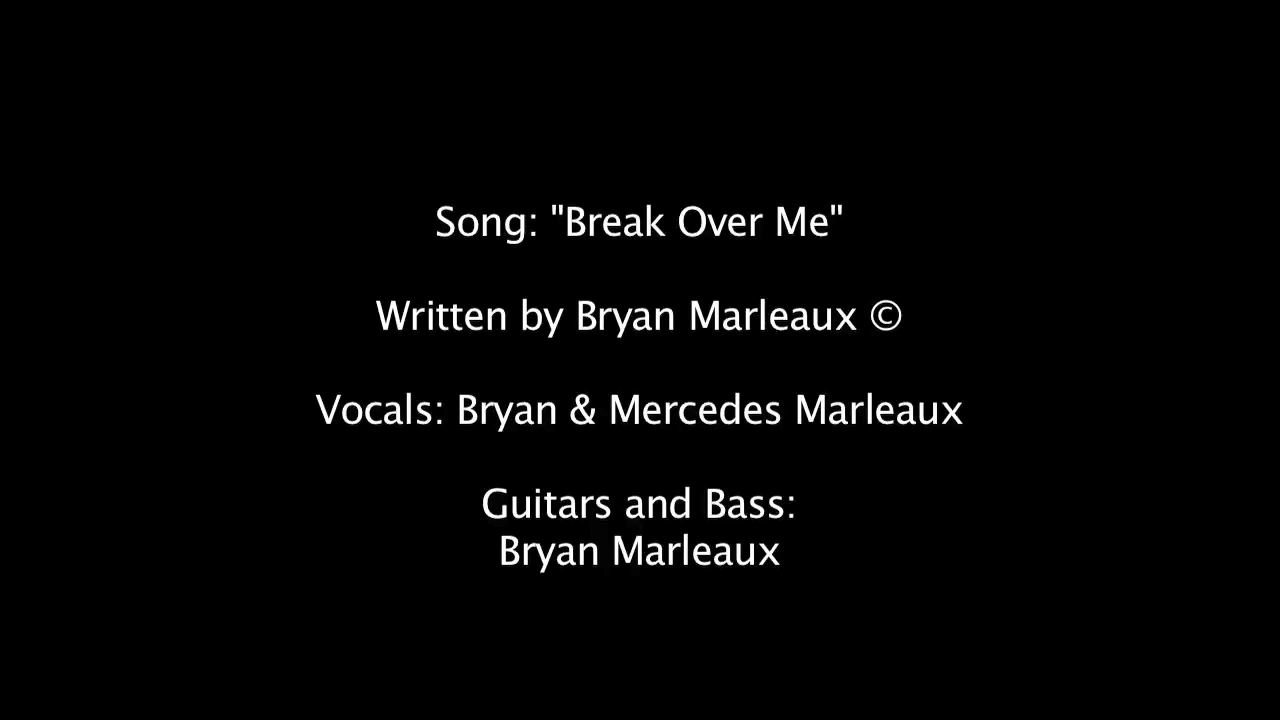 Song: "Break Over Me"
Written by Bryan Marleaux ©
Vocals: Bryan & Mercedes Marleaux
Guitars and Bass:
Bryan Marleaux